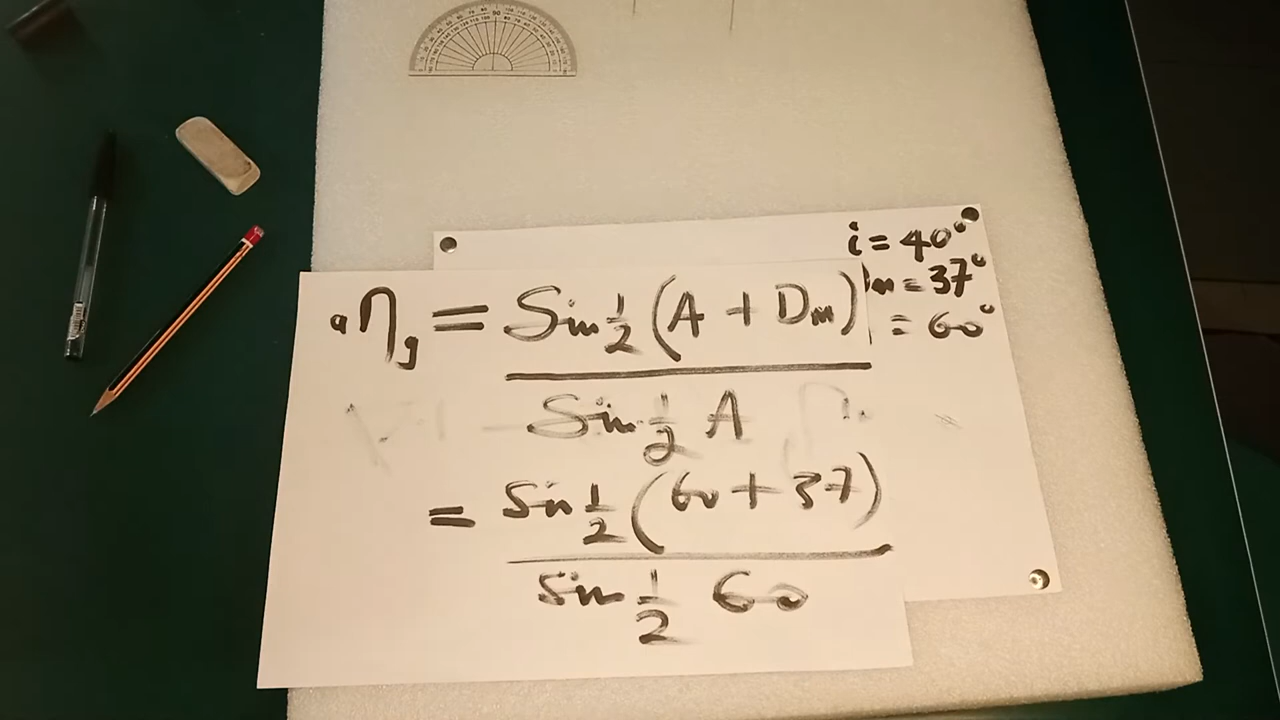 i = 40°
m = 37°
= 60°
aηg = Sin ½ (A + Dm)
Sin ½ A
= Sin ½ (60 + 37)
Sin ½ 60